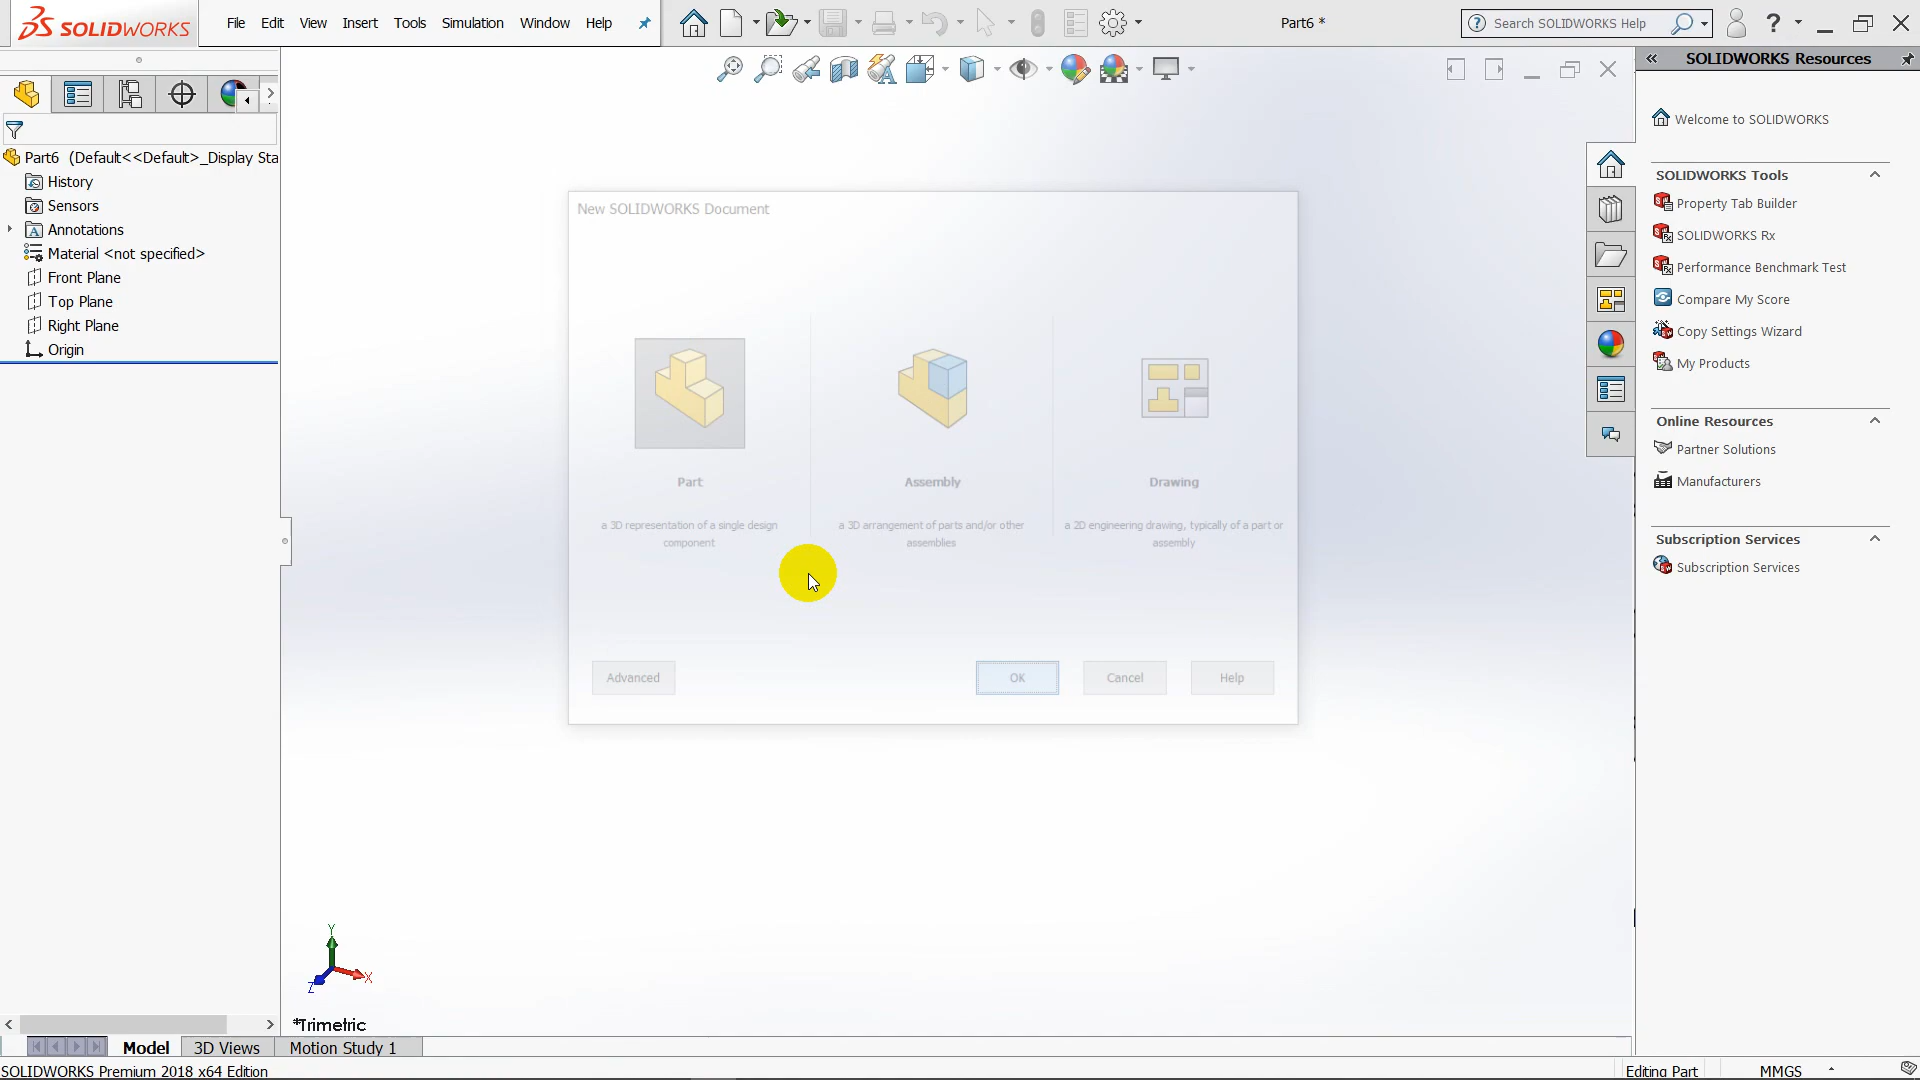 SOLIDWORKS
File Edit View Insert Tools Simulation Window Help
Part6 *
Search SOLIDWORKS Help
?
SOLIDWORKS Resources
Part6 (Default<<Default>_Display Sta
History
Sensors
Annotations
Material <not specified>
Front Plane
Top Plane
Right Plane
Origin
New SOLIDWORKS Document
Part
Assembly
Drawing
a 3D representation of a single design component
a 3D arrangement of parts and/or other assemblies
a 2D engineering drawing, typically of a part or assembly
Advanced
OK
Cancel
Help
Welcome to SOLIDWORKS
SOLIDWORKS Tools
Property Tab Builder
SOLIDWORKS Rx
Performance Benchmark Test
Compare My Score
Copy Settings Wizard
My Products
Online Resources
Partner Solutions
Manufacturers
Subscription Services
Subscription Services
Y
X
Z
*Trimetric
Model 3D Views Motion Study 1
SOLIDWORKS Premium 2018 x64 Edition
Editing Part
MMGS